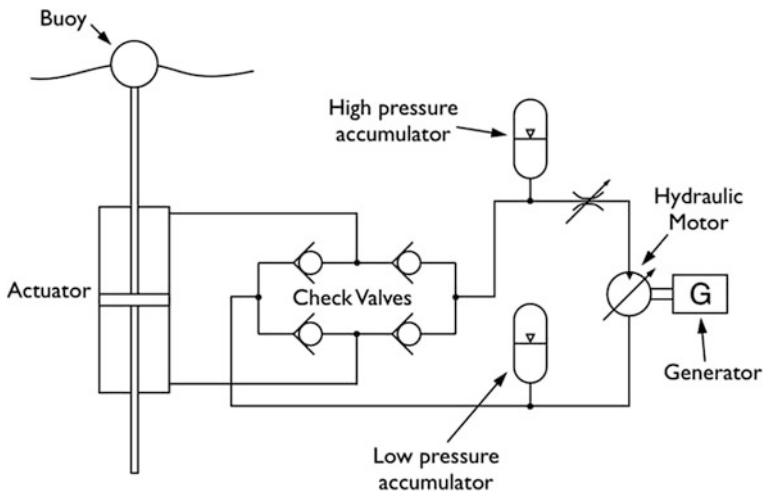 Buoy
High pressure
accumulator
Hydraulic
Motor
Actuator
Check Valves
G
Generator
Low pressure
accumulator